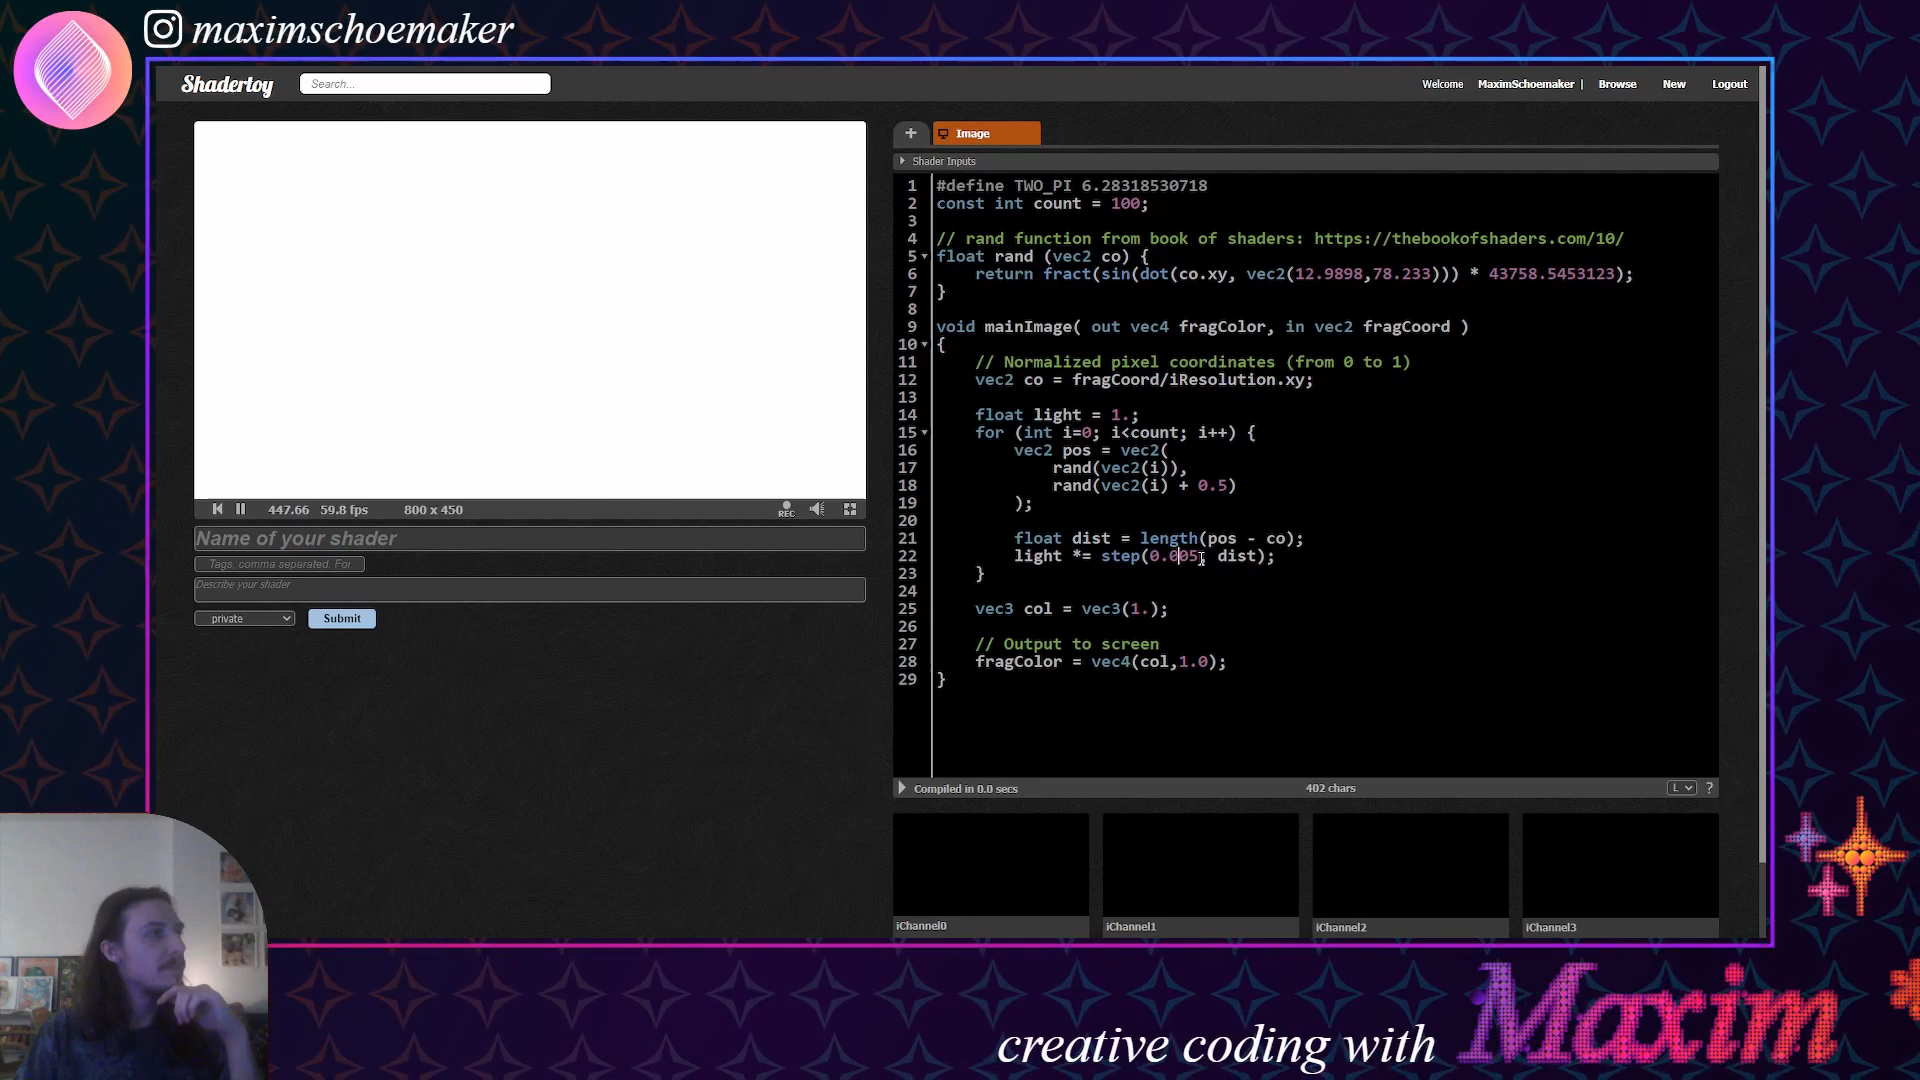 maximschoemaker
Shadertoy
Search...
Welcome MaximSchoemaker | Browse New Logout
+ Image
Shader Inputs
1 #define TWO_PI 6.28318530718
2 const int count = 100;
3
4 // rand function from book of shaders: https://thebookofshaders.com/10/
5 float rand (vec2 co) {
6 return fract(sin(dot(co.xy, vec2(12.9898,78.233))) * 43758.5453123);
7 }
8
9 void mainImage( out vec4 fragColor, in vec2 fragCoord )
10 {
11 // Normalized pixel coordinates (from 0 to 1)
12 vec2 co = fragCoord/iResolution.xy;
13
14 float light = 1.;
15 for (int i=0; i<count; i++) {
16 vec2 pos = vec2(
17 rand(vec2(i)),
18 rand(vec2(i) + 0.5)
19 );
20
21 float dist = length(pos - co);
22 light *= step(0.005, dist);
23 }
24
25 vec3 col = vec3(1.);
26
27 // Output to screen
28 fragColor = vec4(col,1.0);
29 }
447.66 59.8 fps 800 x 450 REC
Name of your shader
Tags, comma separated. For
Describe your shader
private Submit
Compiled in 0.0 secs 402 chars L ?
iChannel0 iChannel1 iChannel2 iChannel3
creative coding with Maxim